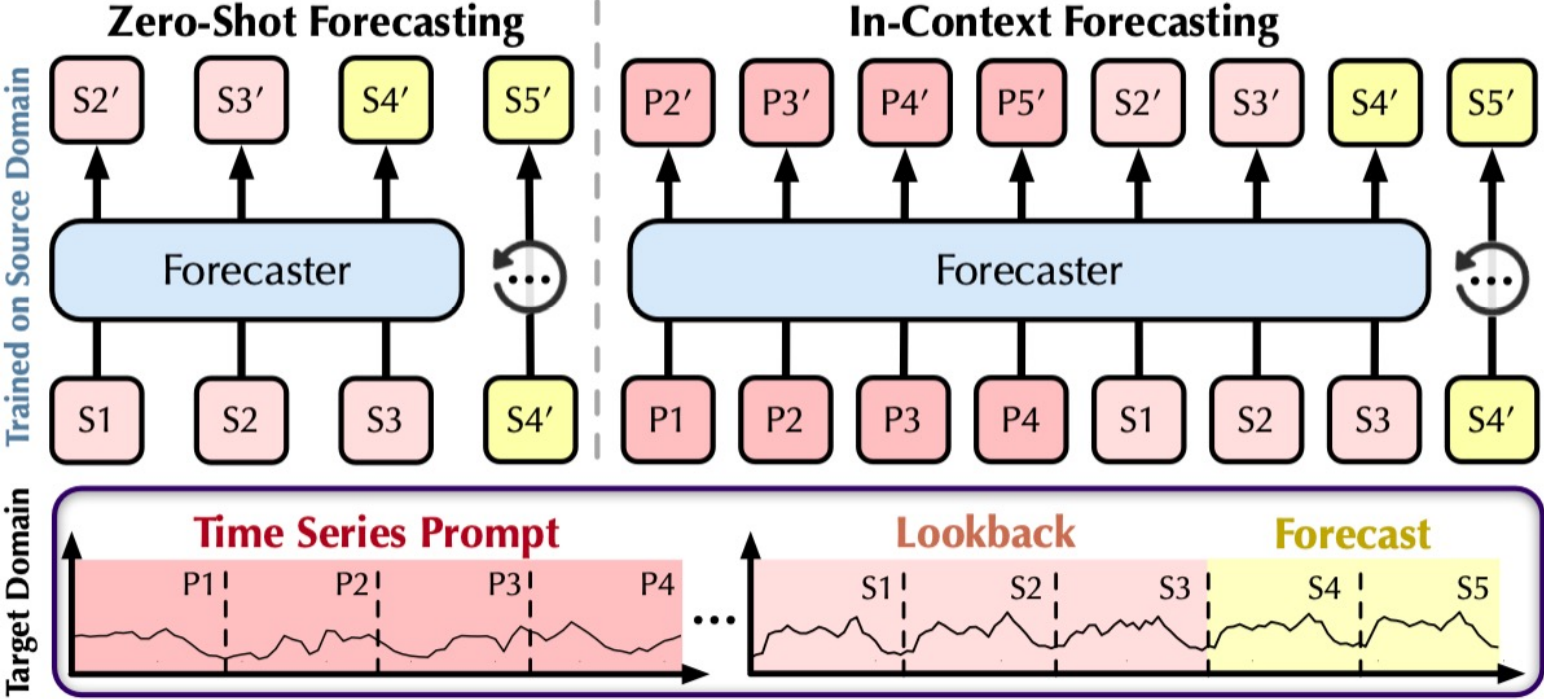 Zero-Shot Forecasting
In-Context Forecasting
Trained on Source Domain
S2′ S3′ S4′ S5′
P2′ P3′ P4′ P5′ S2′ S3′ S4′ S5′
Forecaster
Forecaster
S1 S2 S3 S4′
P1 P2 P3 P4 S1 S2 S3 S4′
Target Domain
Time Series Prompt
Lookback
Forecast
P1 P2 P3 P4 ... S1 S2 S3 S4 S5